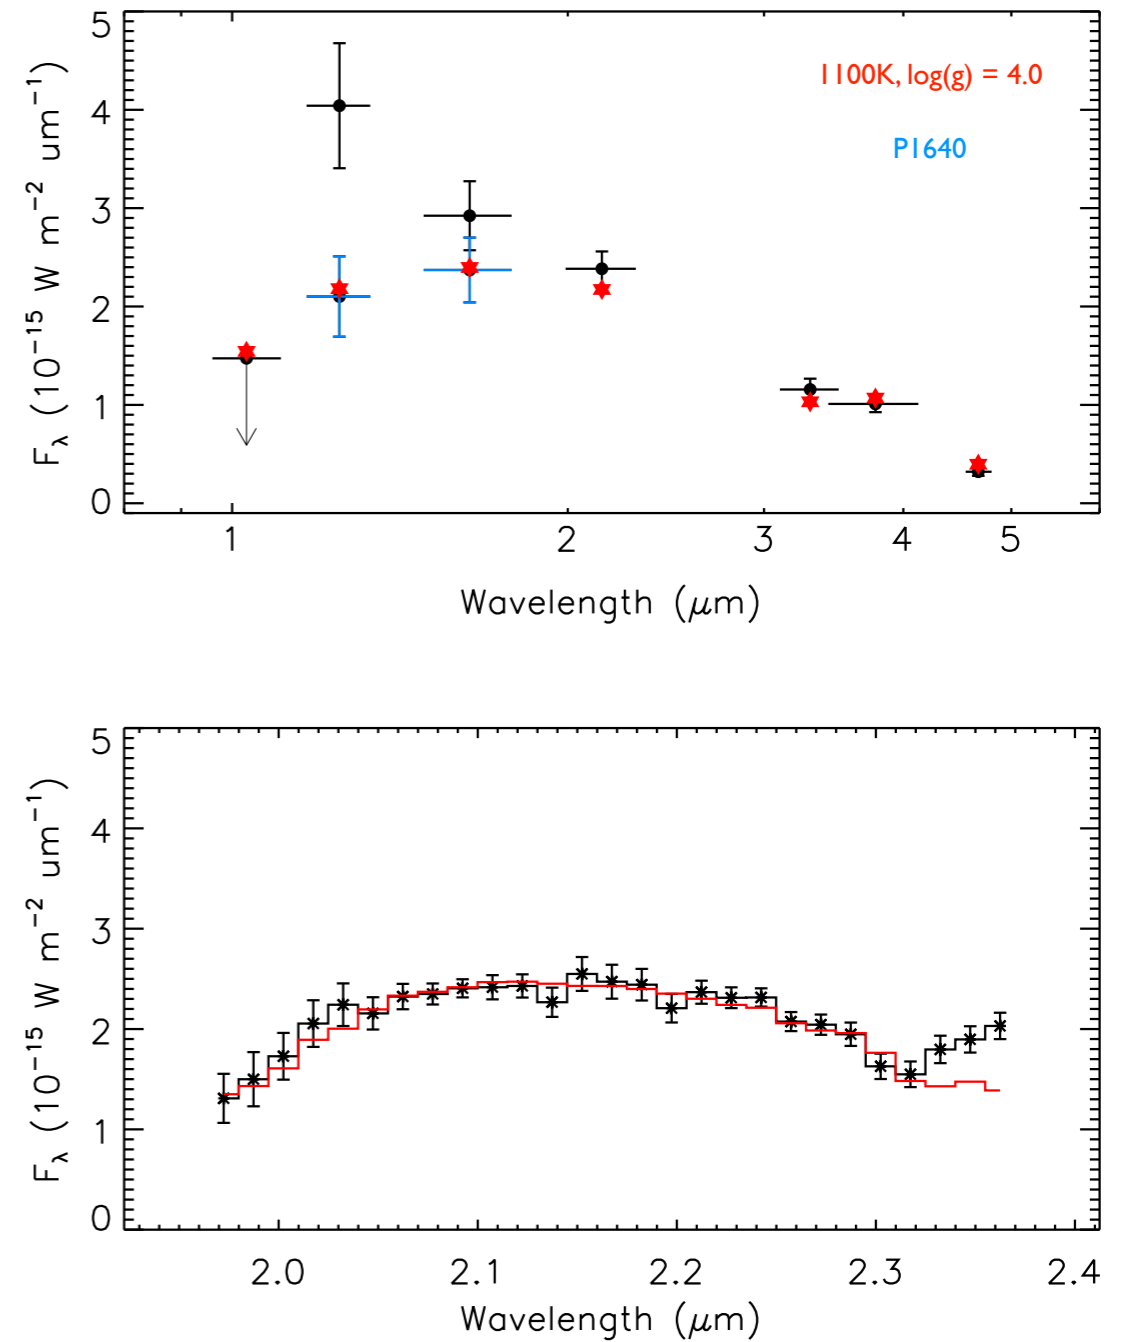 5
4
3
2
1
0
F_λ (10^−15 W m^−2 um^−1)
1100K, log(g) = 4.0
P1640
1 2 3 4 5
Wavelength (μm)
5
4
3
2
1
0
F_λ (10^−15 W m^−2 um^−1)
2.0 2.1 2.2 2.3 2.4
Wavelength (μm)